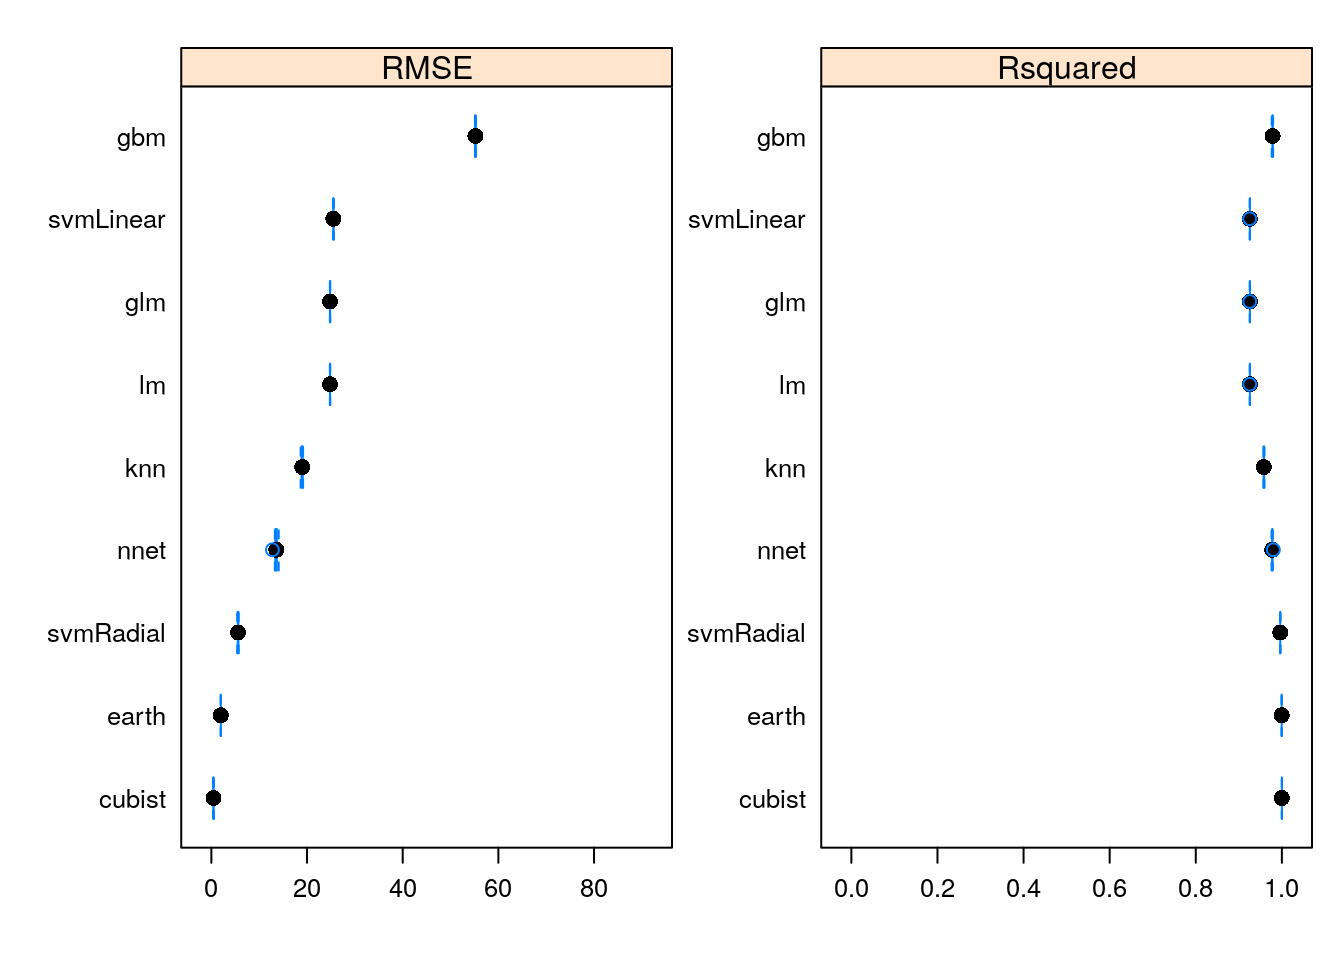 RMSE
gbm
svmLinear
glm
lm
knn
nnet
svmRadial
earth
cubist
0 20 40 60 80
Rsquared
gbm
svmLinear
glm
lm
knn
nnet
svmRadial
earth
cubist
0.0 0.2 0.4 0.6 0.8 1.0